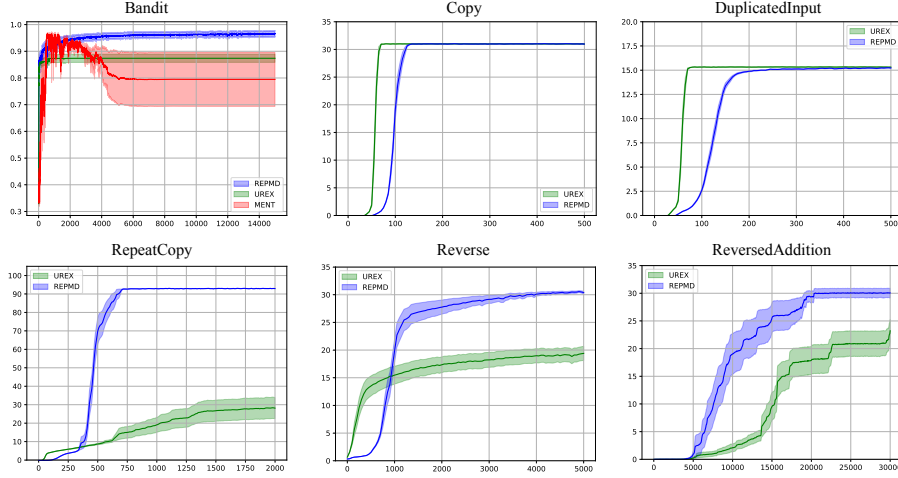 Bandit
1.0
0.9
0.8
0.7
0.6
0.5
0.4
0.3
0 2000 4000 6000 8000 10000 12000 14000
REPMD
UREX
MENT
Copy
35
30
25
20
15
10
5
0
0 100 200 300 400 500
UREX
REPMD
DuplicatedInput
20.0
17.5
15.0
12.5
10.0
7.5
5.0
2.5
0.0
0 100 200 300 400 500
UREX
REPMD
RepeatCopy
100
90
80
70
60
50
40
30
20
10
0
0 250 500 750 1000 1250 1500 1750 2000
UREX
REPMD
Reverse
35
30
25
20
15
10
5
0
0 1000 2000 3000 4000 5000
UREX
REPMD
ReversedAddition
35
30
25
20
15
10
5
0
0 5000 10000 15000 20000 25000 30000
UREX
REPMD